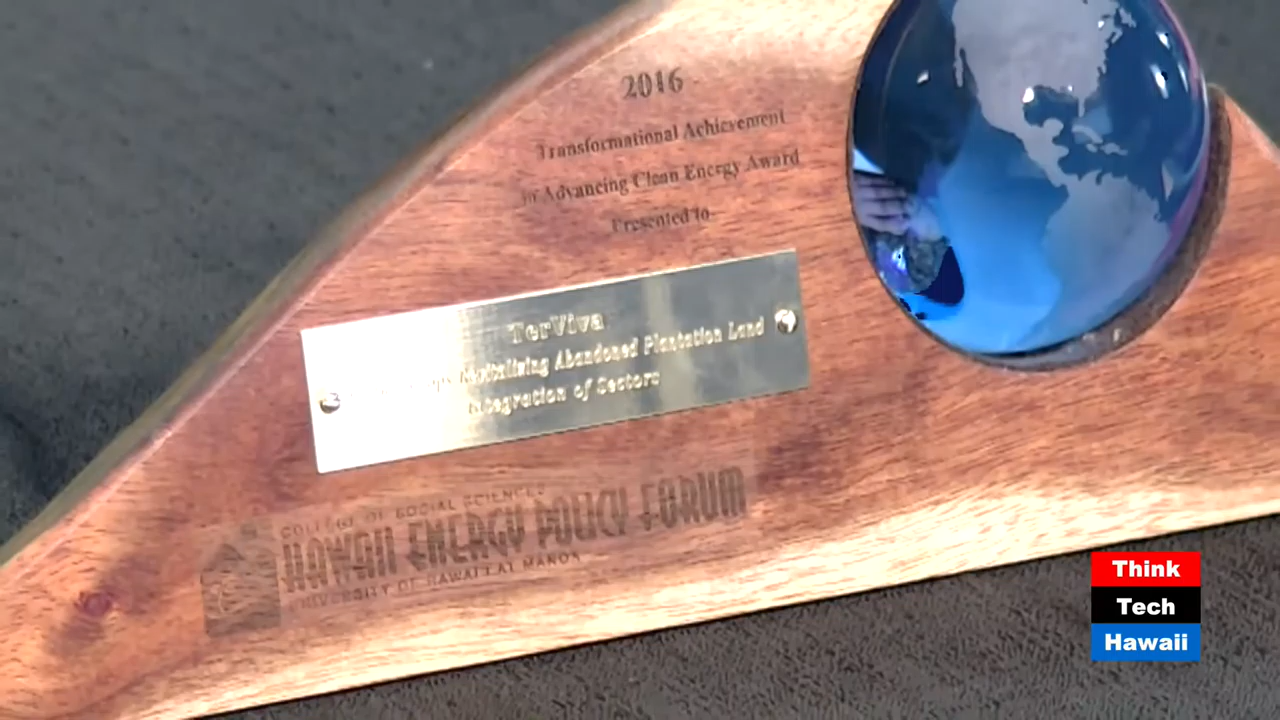 2016
Transformational Achievement
in Advancing Clean Energy Award
Presented to
TerViva
Revitalizing Abandoned Plantation Land
Integration of Sectors
COLLEGE OF SOCIAL SCIENCES
HAWAII ENERGY POLICY FORUM
UNIVERSITY OF HAWAI'I AT MANOA
Think
Tech
Hawaii